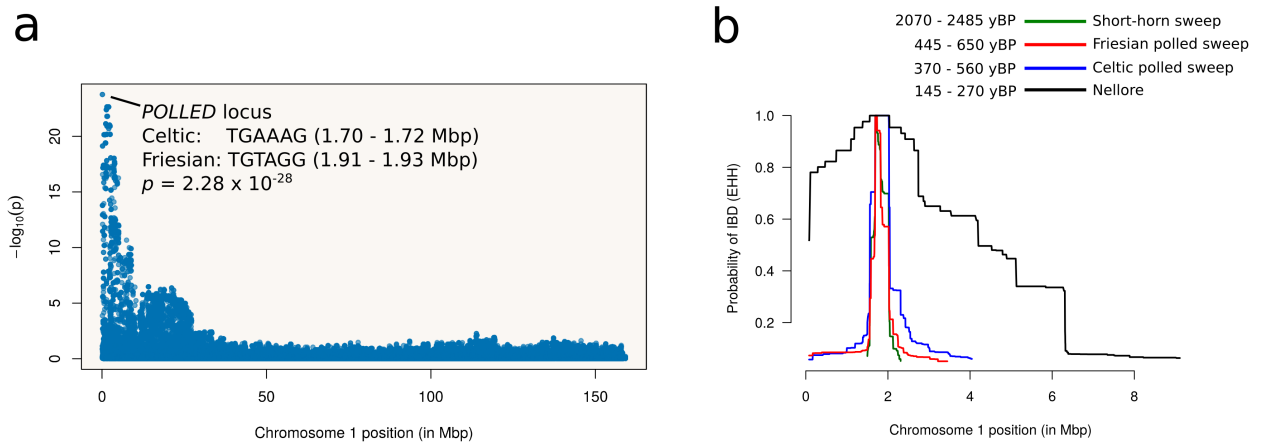 a
POLLED locus
Celtic: TGAAAG (1.70 - 1.72 Mbp)
Friesian: TGTAGG (1.91 - 1.93 Mbp)
p = 2.28 x 10-28
−log10(p)
20
15
10
5
0
0 50 100 150
Chromosome 1 position (in Mbp)
b
2070 - 2485 yBP Short-horn sweep
445 - 650 yBP Friesian polled sweep
370 - 560 yBP Celtic polled sweep
145 - 270 yBP Nellore
Probability of IBD (EHH)
1.0
0.8
0.6
0.4
0.2
0 2 4 6 8
Chromosome 1 position (in Mbp)